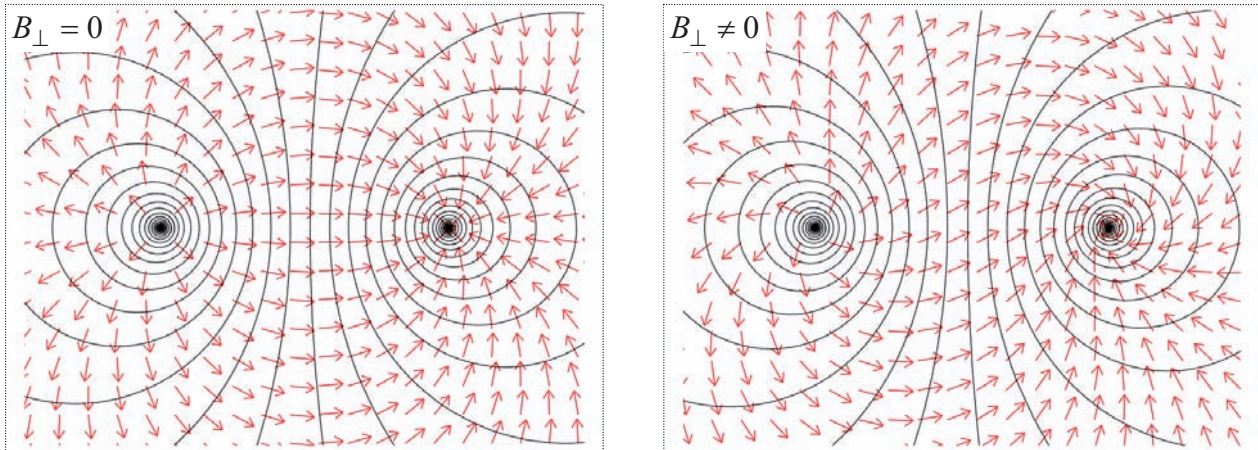 B⊥ = 0
B⊥ ≠ 0